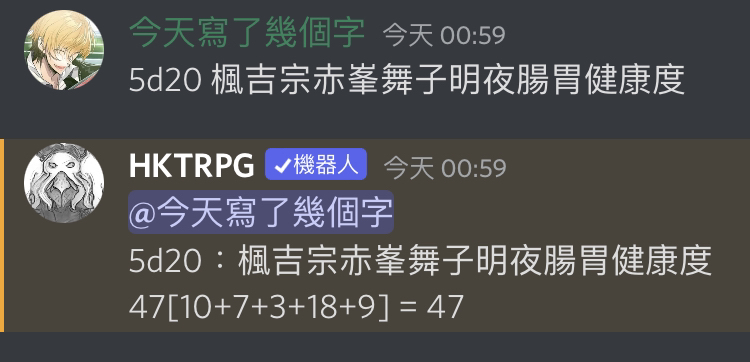 今天寫了幾個字 今天 00:59
5d20 楓吉宗赤峯舞子明夜腸胃健康度
HKTRPG ✓機器人 今天 00:59
@今天寫了幾個字
5d20：楓吉宗赤峯舞子明夜腸胃健康度
47[10+7+3+18+9] = 47